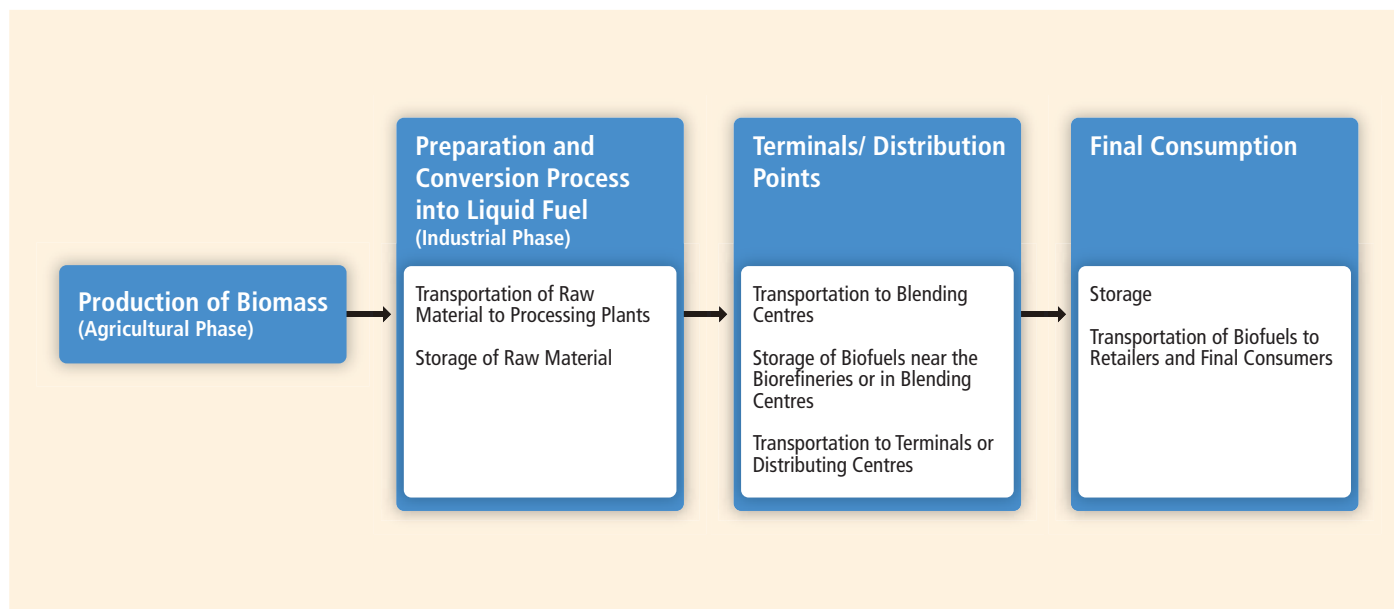 Production of Biomass
(Agricultural Phase)
Preparation and
Conversion Process
into Liquid Fuel
(Industrial Phase)
Transportation of Raw
Material to Processing Plants
Storage of Raw Material
Terminals/ Distribution
Points
Transportation to Blending
Centres
Storage of Biofuels near the
Biorefineries or in Blending
Centres
Transportation to Terminals or
Distributing Centres
Final Consumption
Storage
Transportation of Biofuels to
Retailers and Final Consumers